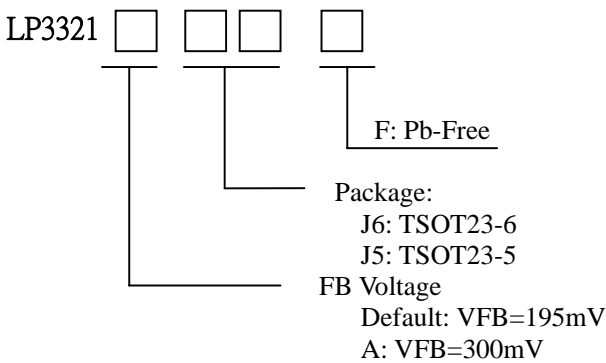 LP3321
F: Pb-Free
Package:
J6: TSOT23-6
J5: TSOT23-5
FB Voltage
Default: VFB=195mV
A: VFB=300mV